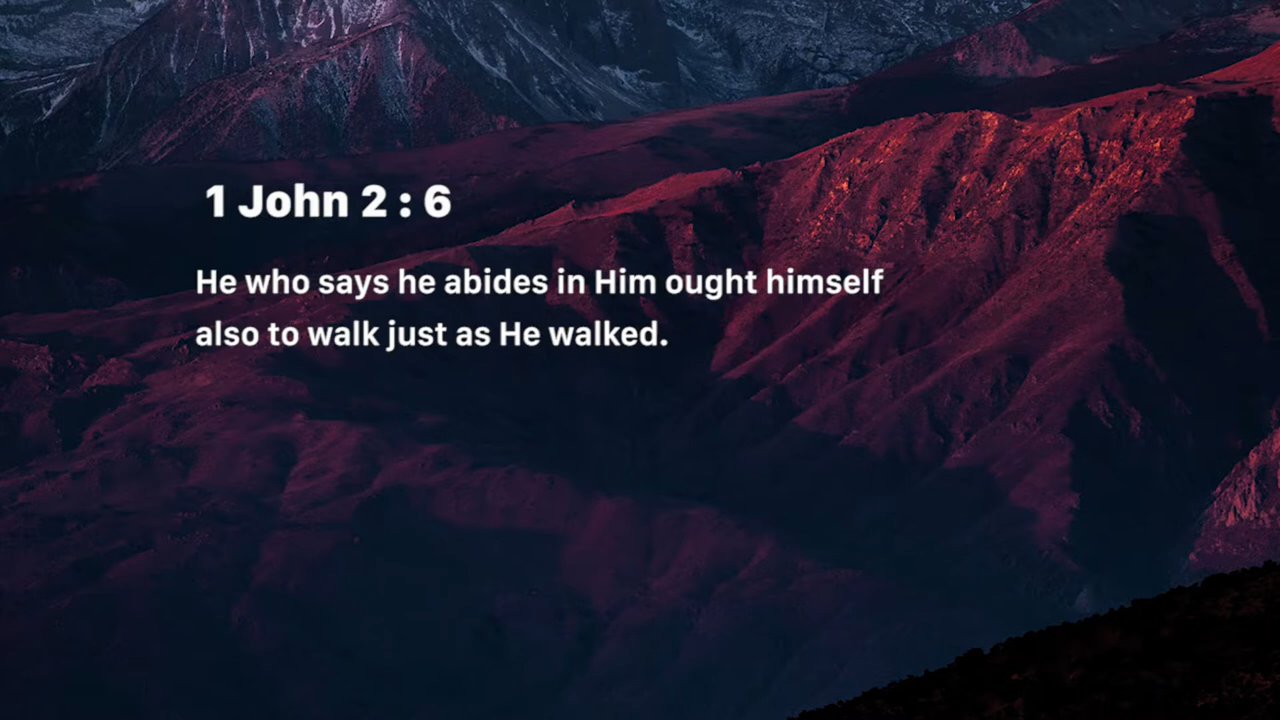 1 John 2 : 6
He who says he abides in Him ought himself
also to walk just as He walked.